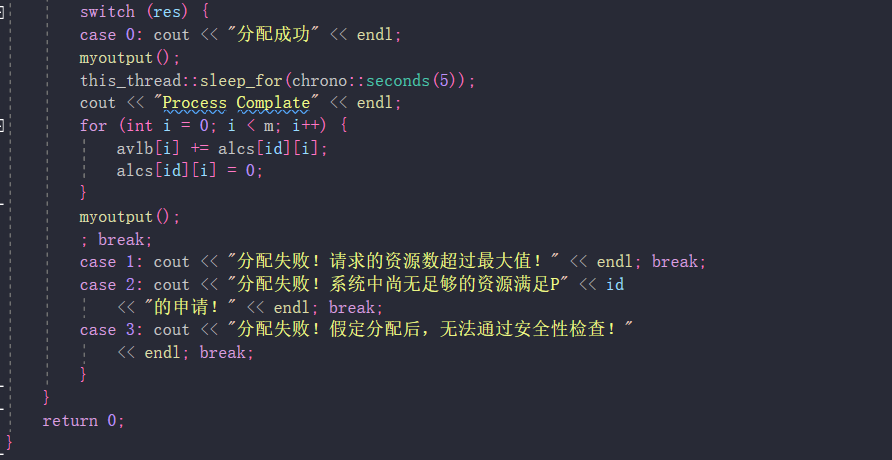 switch (res) {
case 0: cout << "分配成功" << endl;
myoutput();
this_thread::sleep_for(chrono::seconds(5));
cout << "Process Complate" << endl;
for (int i = 0; i < m; i++) {
avlb[i] += alcs[id][i];
alcs[id][i] = 0;
}
myoutput();
; break;
case 1: cout << "分配失败！请求的资源数超过最大值！" << endl; break;
case 2: cout << "分配失败！系统中尚无足够的资源满足P" << id
<< "的申请！" << endl; break;
case 3: cout << "分配失败！假定分配后，无法通过安全性检查！"
<< endl; break;
}
}
return 0;
}